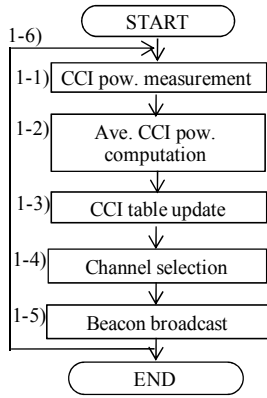 START
1-6)
1-1) CCI pow. measurement
1-2) Ave. CCI pow.
computation
1-3) CCI table update
1-4) Channel selection
1-5) Beacon broadcast
END